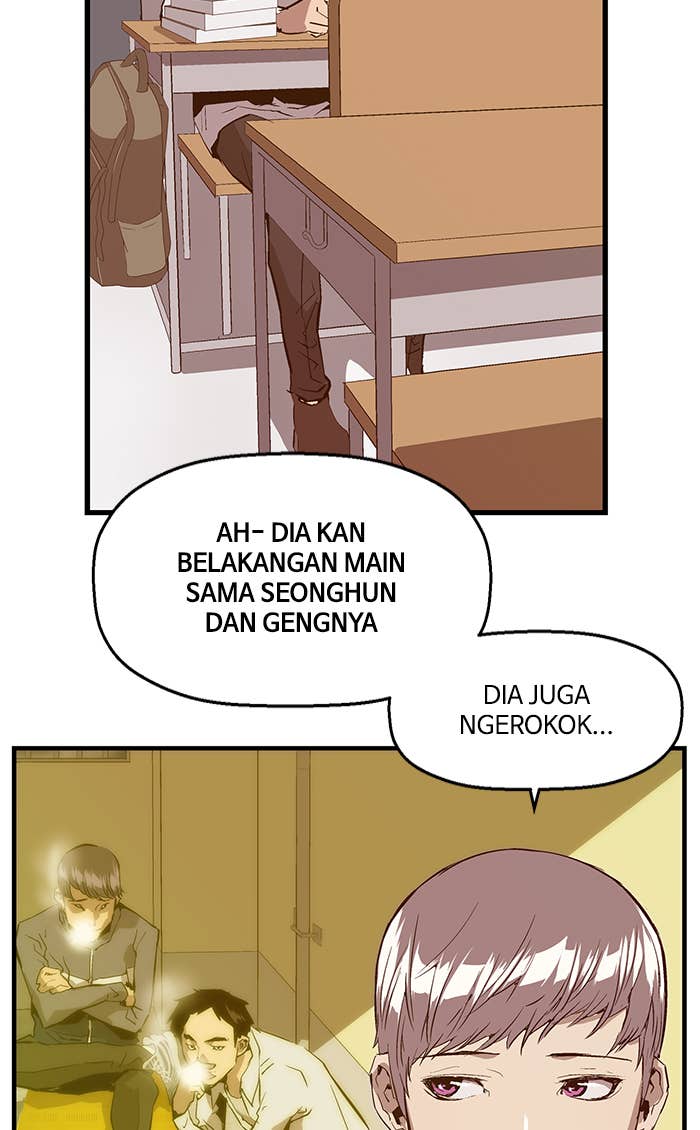 AH- DIA KAN
BELAKANGAN MAIN
SAMA SEONGHUN
DAN GENGNYA
DIA JUGA
NGEROKOK...